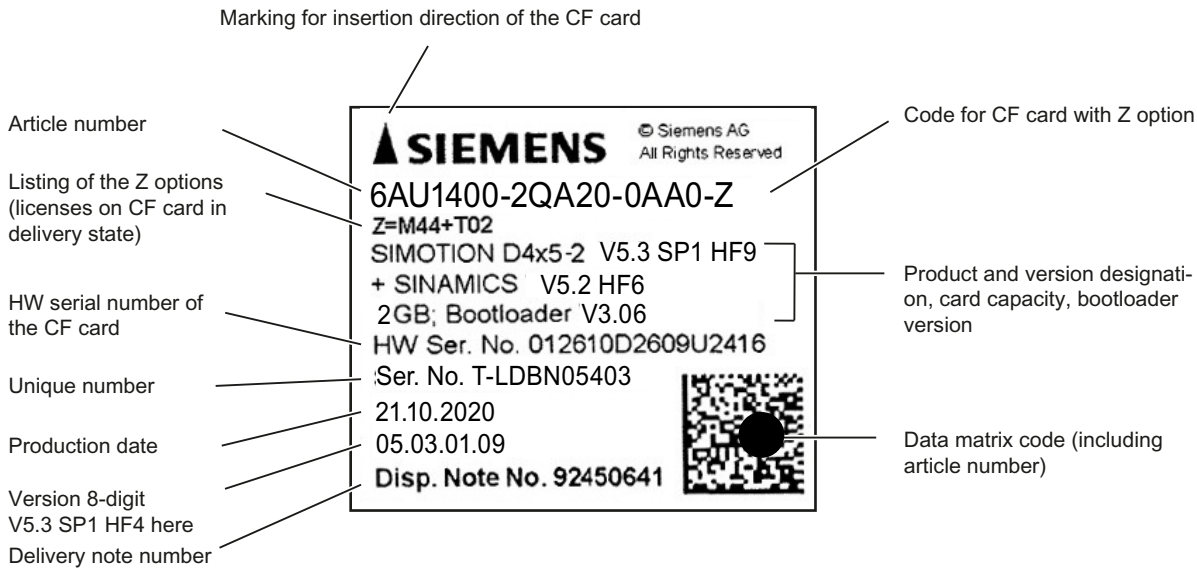 Marking for insertion direction of the CF card
Article number
Listing of the Z options
(licenses on CF card in
delivery state)
HW serial number of
the CF card
Unique number
Production date
Version 8-digit
V5.3 SP1 HF4 here
Delivery note number
SIEMENS
© Siemens AG
All Rights Reserved
6AU1400-2QA20-0AA0-Z
Z=M44+T02
SIMOTION D4x5-2 V5.3 SP1 HF9
+ SINAMICS V5.2 HF6
2GB; Bootloader V3.06
HW Ser. No. 012610D2609U2416
Ser. No. T-LDBN05403
21.10.2020
05.03.01.09
Disp. Note No. 92450641
Code for CF card with Z option
Product and version designati-
on, card capacity, bootloader
version
Data matrix code (including
article number)